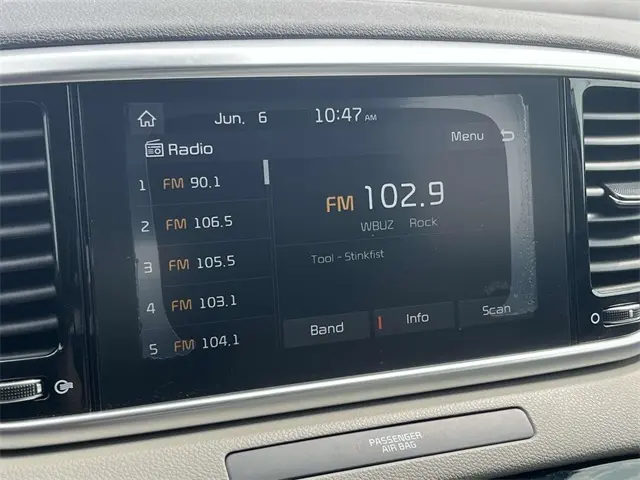 Jun. 6 10:47 AM
Radio
Menu
1 FM 90.1
2 FM 106.5
3 FM 105.5
4 FM 103.1
5 FM 104.1
FM 102.9
WBUZ Rock
Tool - Stinkfist
Band
Info
Scan
PASSENGER
AIR BAG